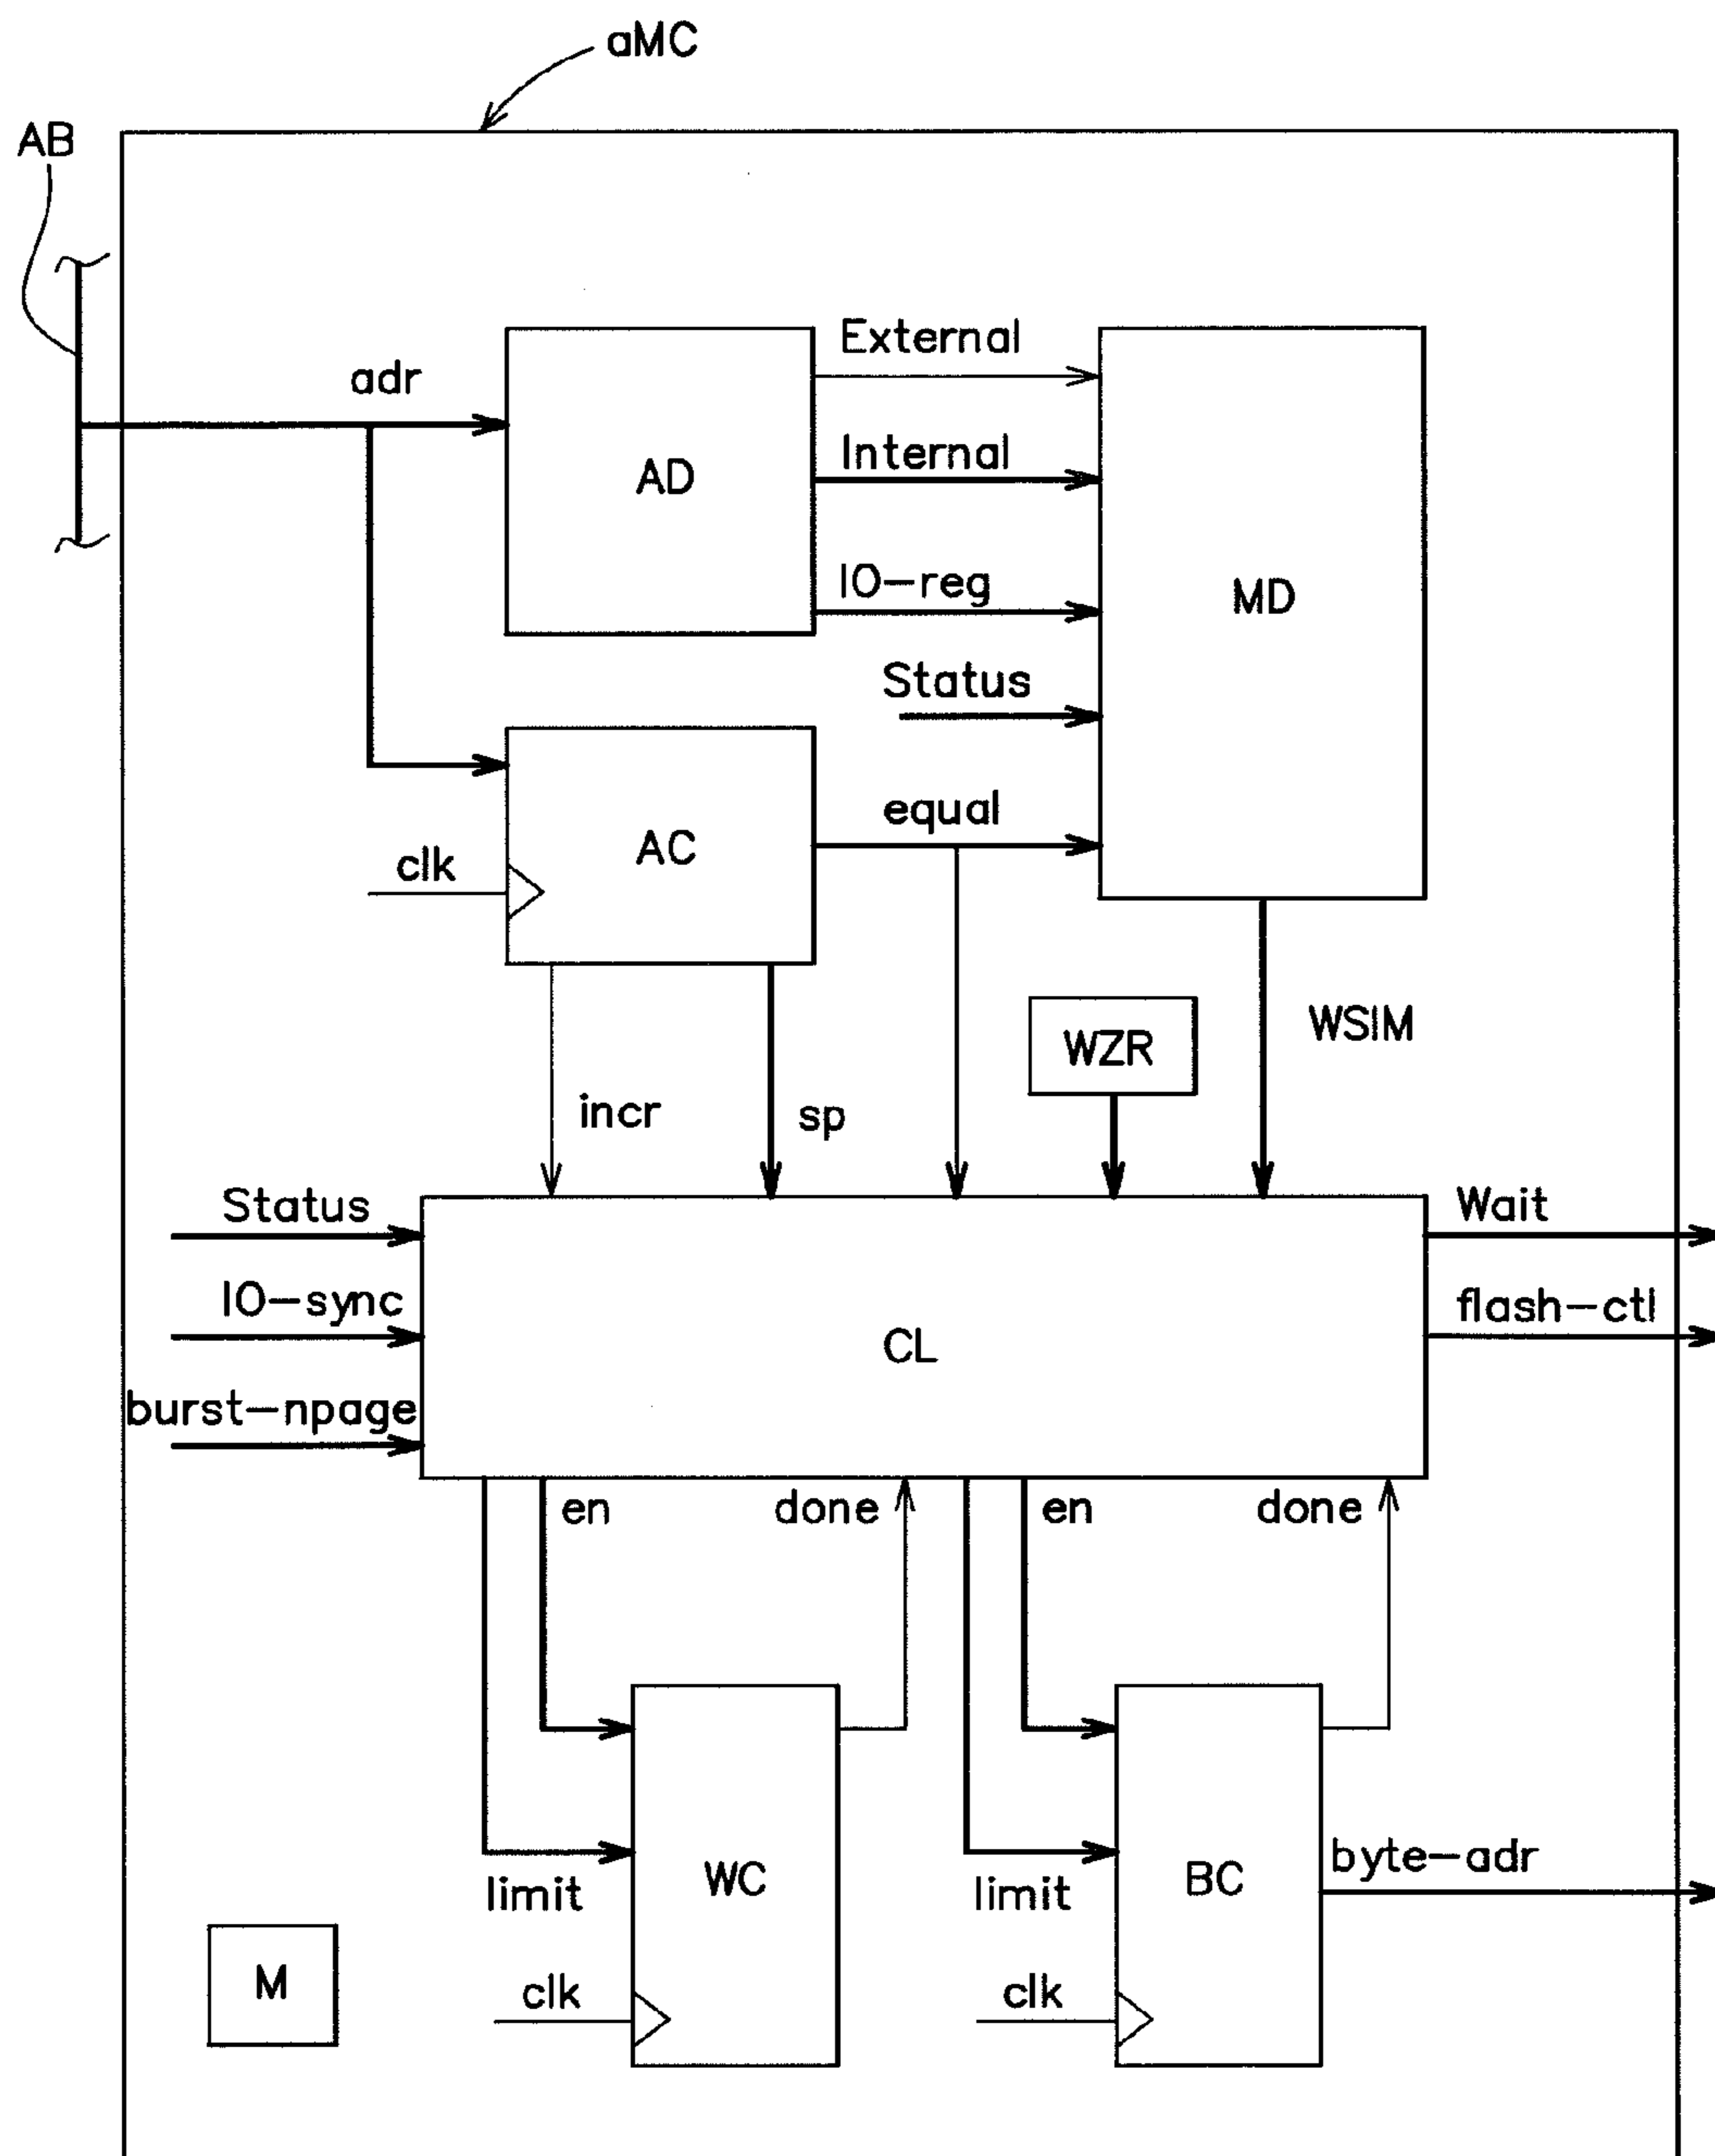 aMC
AB
External
adr
Internal
AD
IO-reg
MD
Status
equal
AC
clk
WSIM
WZR
incr
sp
Status
Wait
IO-sync
flash-ctl
CL
burst-npage
en
done
en
done
byte-adr
WC
BC
limit
limit
M
clk
clk